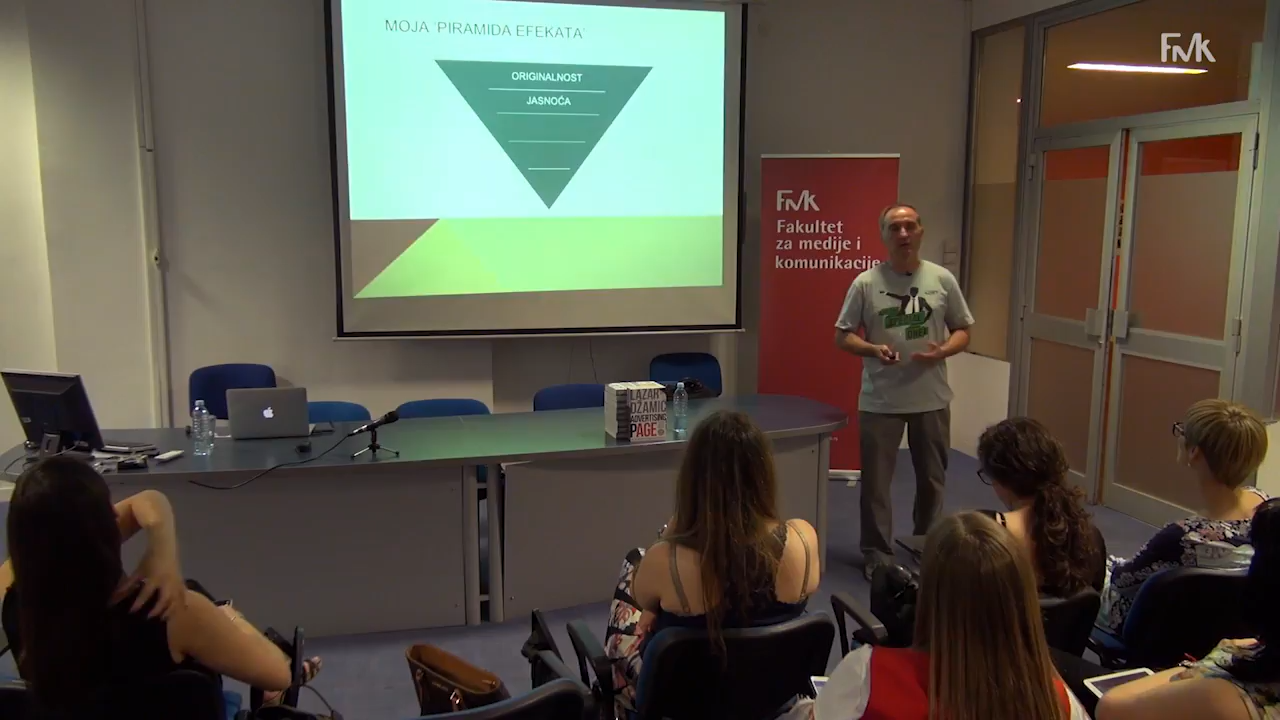 MOJA 'PIRAMIDA EFEKATA'
ORIGINALNOST
JASNOĆA
FMK
FMK
Fakultet
za medije i
komunikacije
LAZAR
DŽAMIĆ
ADVERTISING
PAGE